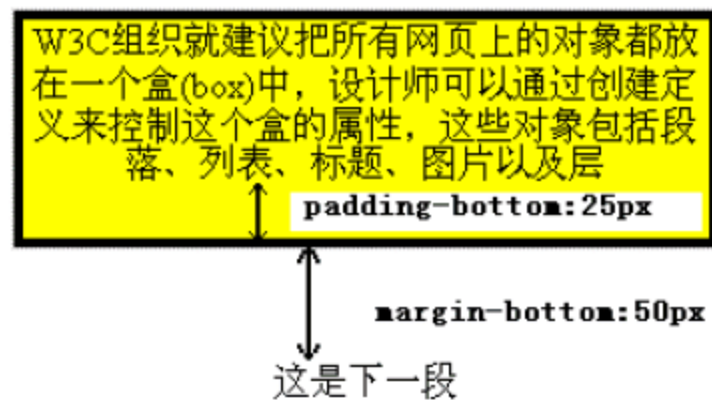 W3C组织就建议把所有网页上的对象都放
在一个盒(box)中，设计师可以通过创建定
义来控制这个盒的属性，这些对象包括段
落、列表、标题、图片以及层
padding-bottom:25px
margin-bottom:50px
这是下一段